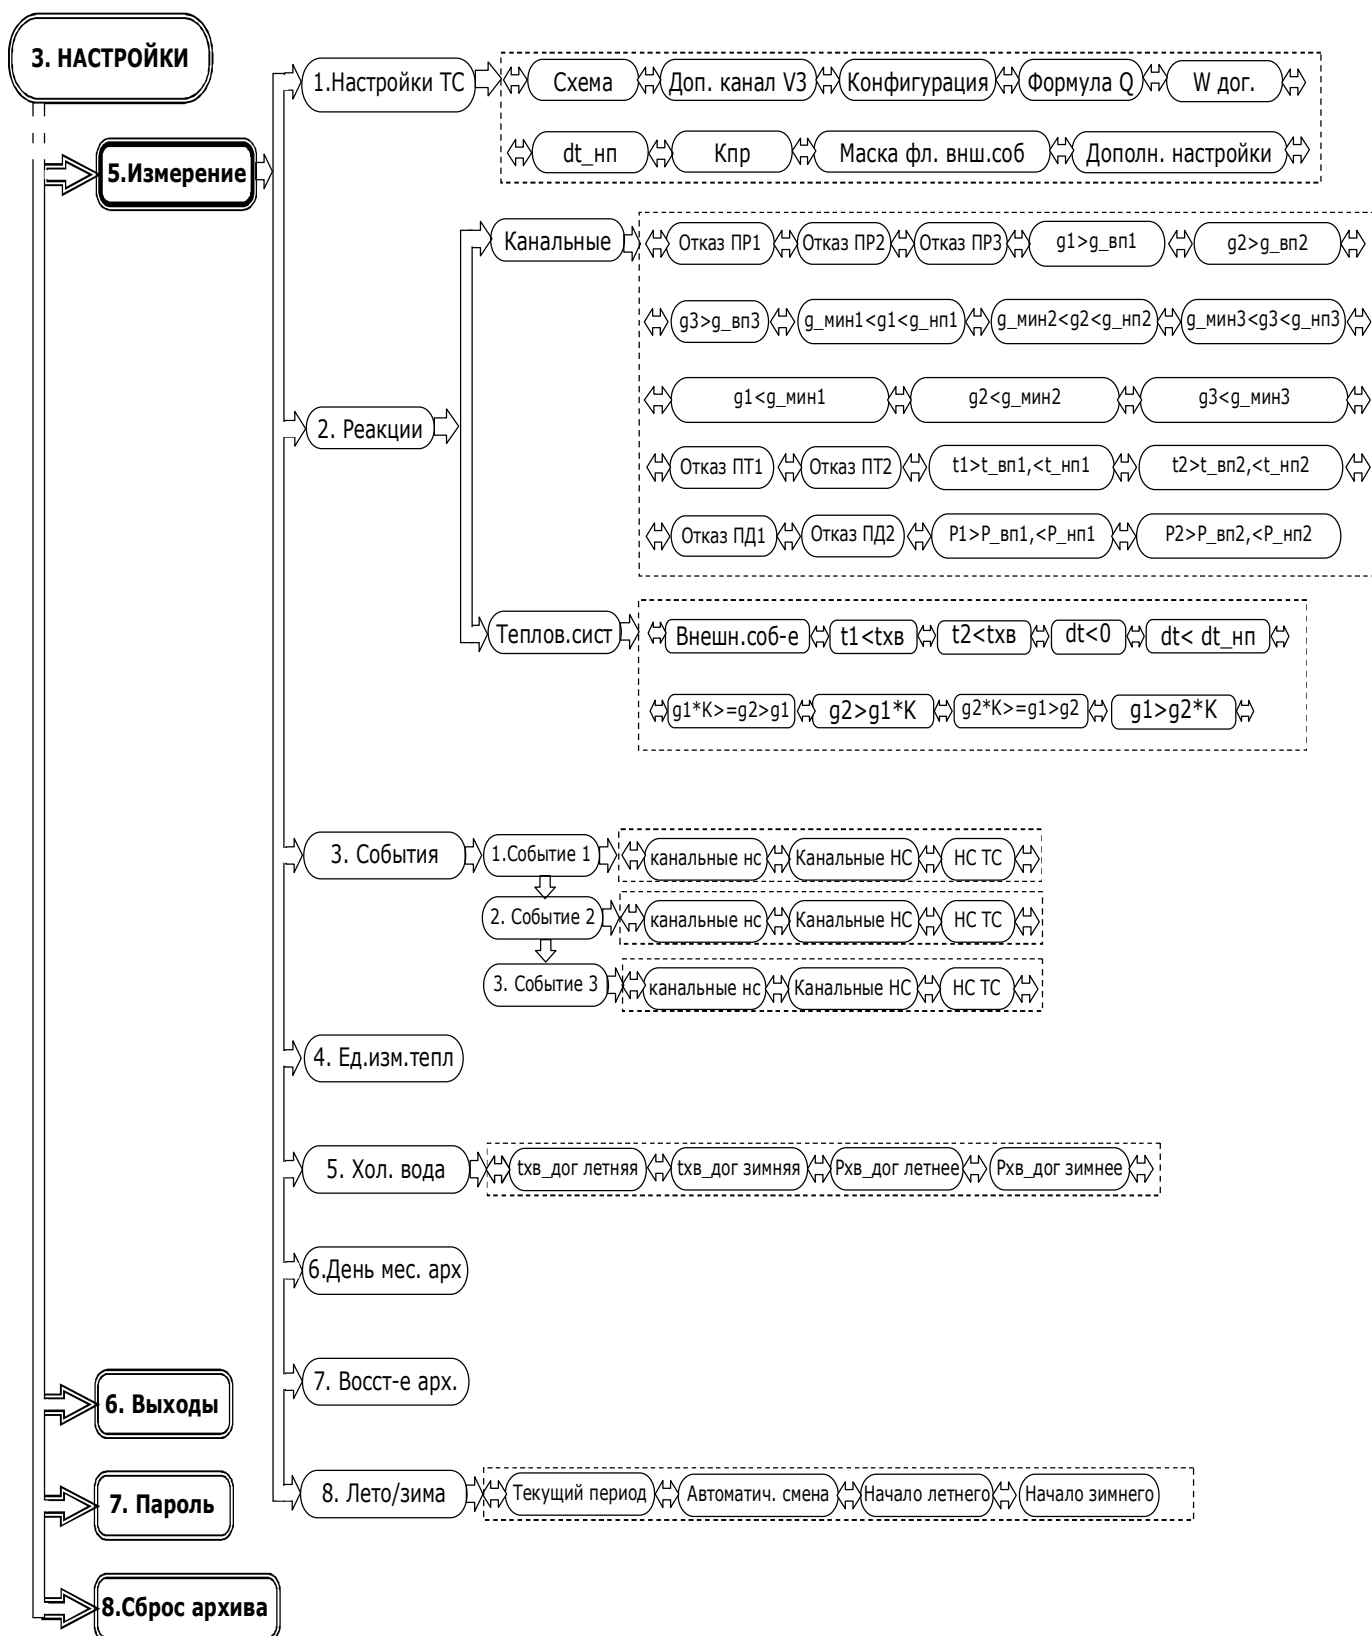 3. НАСТРОЙКИ
1.Настройки ТС
Схема
Доп. канал V3
Конфигурация
Формула Q
W дог.
dt_нп
Кпр
Маска фл. внш.соб
Дополн. настройки
5.Измерение
Канальные
Отказ ПР1
Отказ ПР2
Отказ ПР3
g1>g_вп1
g2>g_вп2
g3>g_вп3
g_мин1<g1<g_нп1
g_мин2<g2<g_нп2
g_мин3<g3<g_нп3
2. Реакции
g1<g_мин1
g2<g_мин2
g3<g_мин3
Отказ ПТ1
Отказ ПТ2
t1>t_вп1,<t_нп1
t2>t_вп2,<t_нп2
Отказ ПД1
Отказ ПД2
P1>P_вп1,<P_нп1
P2>P_вп2,<P_нп2
Теплов.сист
Внешн.соб-е
t1<tхв
t2<tхв
dt<0
dt< dt_нп
g1*K>=g2>g1
g2>g1*K
g2*K>=g1>g2
g1>g2*K
3. События
1.Событие 1
канальные нс
Канальные НС
НС ТС
2. Событие 2
канальные нс
Канальные НС
НС ТС
3. Событие 3
канальные нс
Канальные НС
НС ТС
4. Ед.изм.тепл
5. Хол. вода
tхв_дог летняя
tхв_дог зимняя
Pхв_дог летнее
Pхв_дог зимнее
6.День мес. арх
7. Восст-е арх.
6. Выходы
8. Лето/зима
Текущий период
Автоматич. смена
Начало летнего
Начало зимнего
7. Пароль
8.Сброс архива